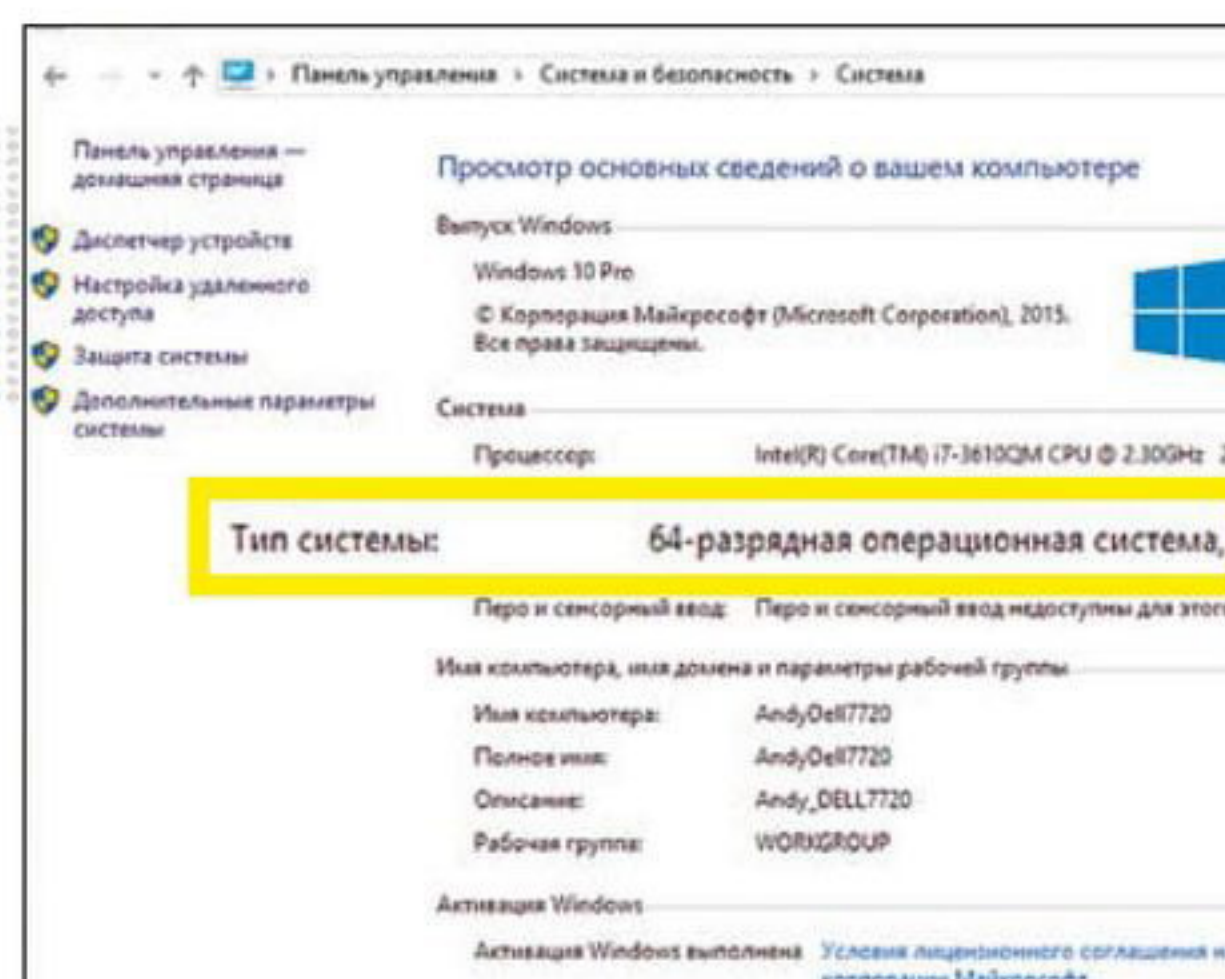 Панель управления › Система и безопасность › Система
Панель управления —
домашняя страница
Диспетчер устройств
Настройка удаленного
доступа
Защита системы
Дополнительные параметры
системы
Просмотр основных сведений о вашем компьютере
Выпуск Windows
Windows 10 Pro
© Корпорация Майкрософт (Microsoft Corporation), 2015.
Все права защищены.
Система
Процессор: Intel(R) Core(TM) i7-3610QM CPU @ 2.30GHz 2
Тип системы: 64-разрядная операционная система,
Перо и сенсорный ввод: Перо и сенсорный ввод недоступны для этого
Имя компьютера, имя домена и параметры рабочей группы
Имя компьютера: AndyDell7720
Полное имя: AndyDell7720
Описание: Andy_DELL7720
Рабочая группа: WORKGROUP
Активация Windows
Активация Windows выполнена Условия лицензионного соглашения н
корпорации Майкрософт